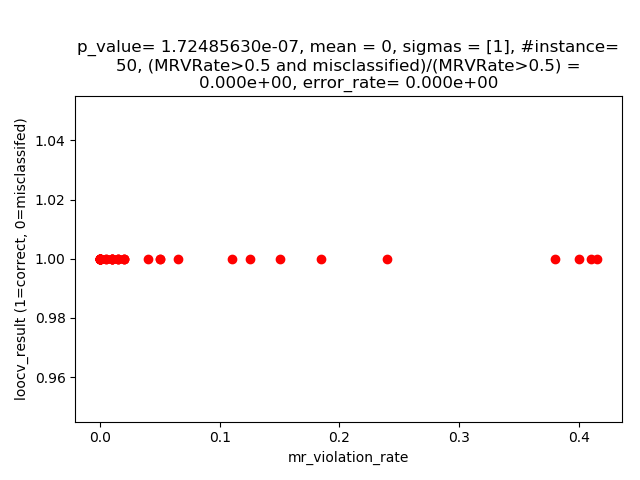 p_value= 1.72485630e-07, mean = 0, sigmas = [1], #instance=
50, (MRVRate>0.5 and misclassified)/(MRVRate>0.5) =
0.000e+00, error_rate= 0.000e+00
loocv_result (1=correct, 0=misclassifed)
1.04
1.02
1.00
0.98
0.96
0.0
0.1
0.2
0.3
0.4
mr_violation_rate